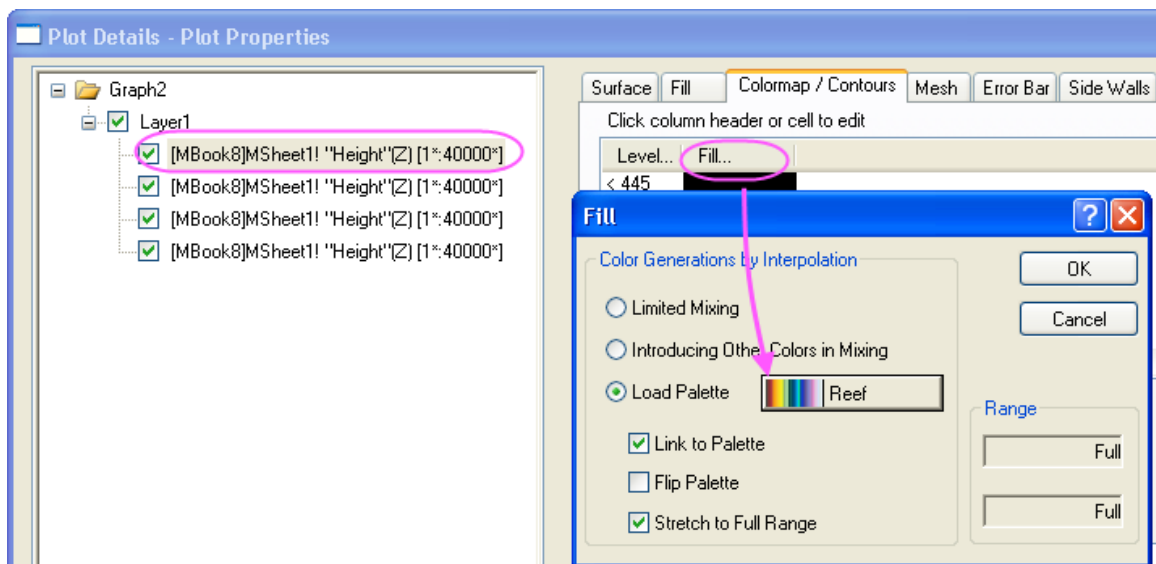 Plot Details - Plot Properties
Graph2
Layer1
[MBook8]MSheet1! "Height"(Z) [1*:40000*]
[MBook8]MSheet1! "Height"(Z) [1*:40000*]
[MBook8]MSheet1! "Height"(Z) [1*:40000*]
[MBook8]MSheet1! "Height"(Z) [1*:40000*]
Surface Fill Colormap / Contours Mesh Error Bar Side Walls
Click column header or cell to edit
Level... Fill...
< 445
Fill
Color Generations by Interpolation
OK
Limited Mixing
Cancel
Introducing Other Colors in Mixing
Load Palette Reef
Range
Link to Palette
Full
Flip Palette
Full
Stretch to Full Range